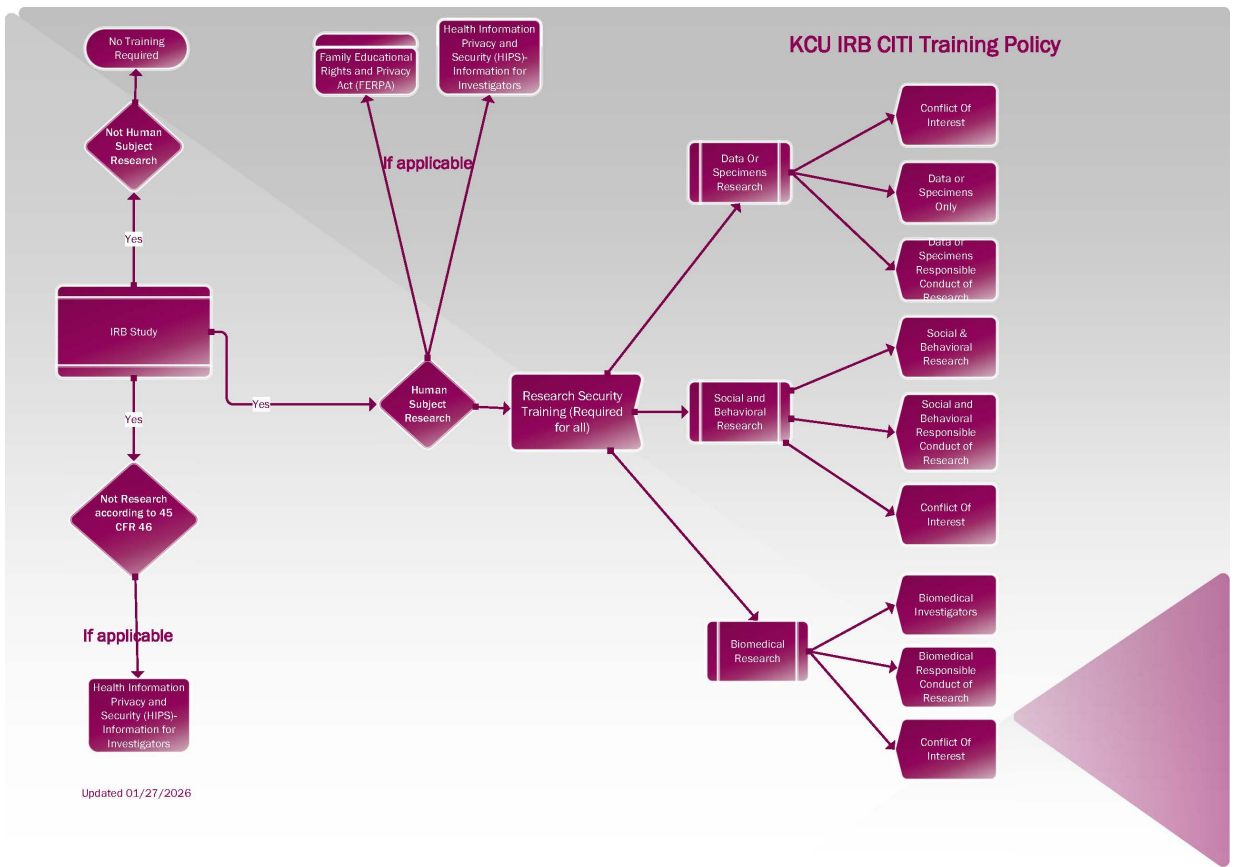 KCU IRB CITI Training Policy
No Training
Required
Not Human
Subject
Research
Yes
IRB Study
Yes
Yes
Not Research
according to 45
CFR 46
If applicable
Health Information
Privacy and
Security (HIPS)-
Information for
Investigators
Updated 01/27/2026
Family Educational
Rights and Privacy
Act (FERPA)
Health Information
Privacy and
Security (HIPS)-
Information for
Investigators
If applicable
Human
Subject
Research
Research Security
Training (Required
for all)
Data Or
Specimens
Research
Conflict Of
Interest
Data or
Specimens
Only
Data or
Specimens
Responsible
Conduct of
Research
Social and
Behavioral
Research
Social &
Behavioral
Research
Social and
Behavioral
Responsible
Conduct of
Research
Conflict Of
Interest
Biomedical
Research
Biomedical
Investigators
Biomedical
Responsible
Conduct of
Research
Conflict Of
Interest